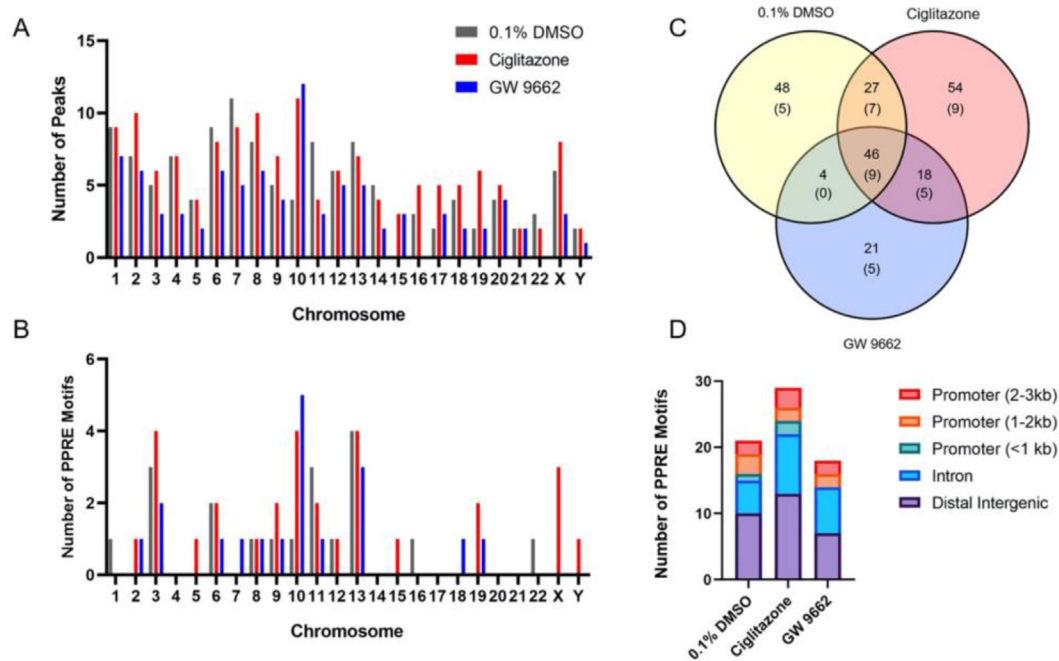 A
0.1% DMSO
Ciglitazone
GW 9662
Number of Peaks
15
10
5
0
1 2 3 4 5 6 7 8 9 10 11 12 13 14 15 16 17 18 19 20 21 22 X Y
Chromosome
B
Number of PPRE Motifs
6
4
2
0
1 2 3 4 5 6 7 8 9 10 11 12 13 14 15 16 17 18 19 20 21 22 X Y
Chromosome
C
0.1% DMSO
Ciglitazone
48
(5)
27
(7)
54
(9)
46
(9)
4
(0)
18
(5)
21
(5)
GW 9662
D
Number of PPRE Motifs
30
20
10
0
0.1% DMSO
Ciglitazone
GW 9662
Promoter (2-3kb)
Promoter (1-2kb)
Promoter (<1 kb)
Intron
Distal Intergenic